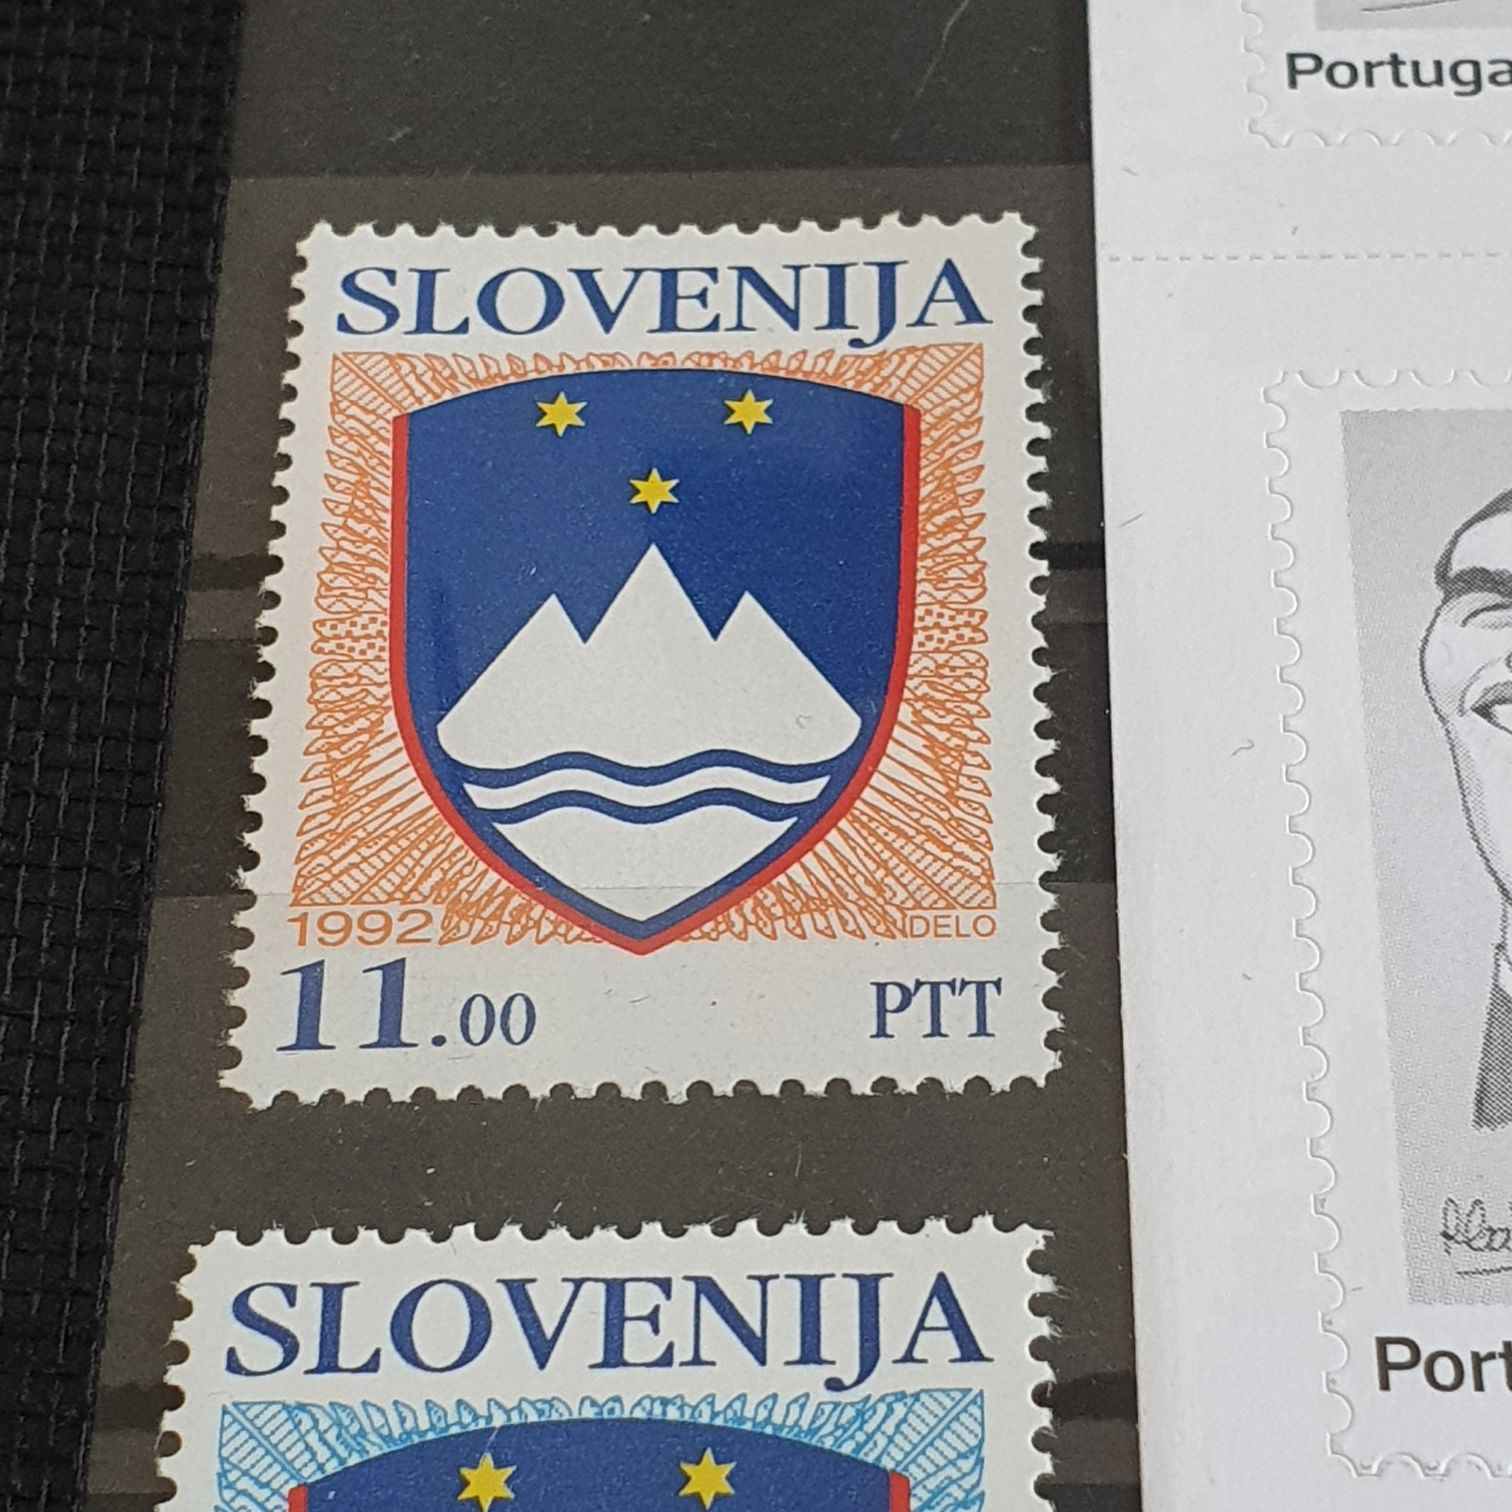 Portuga
SLOVENIJA
1992
DELO
11.00
PTT
SLOVENIJA
Port